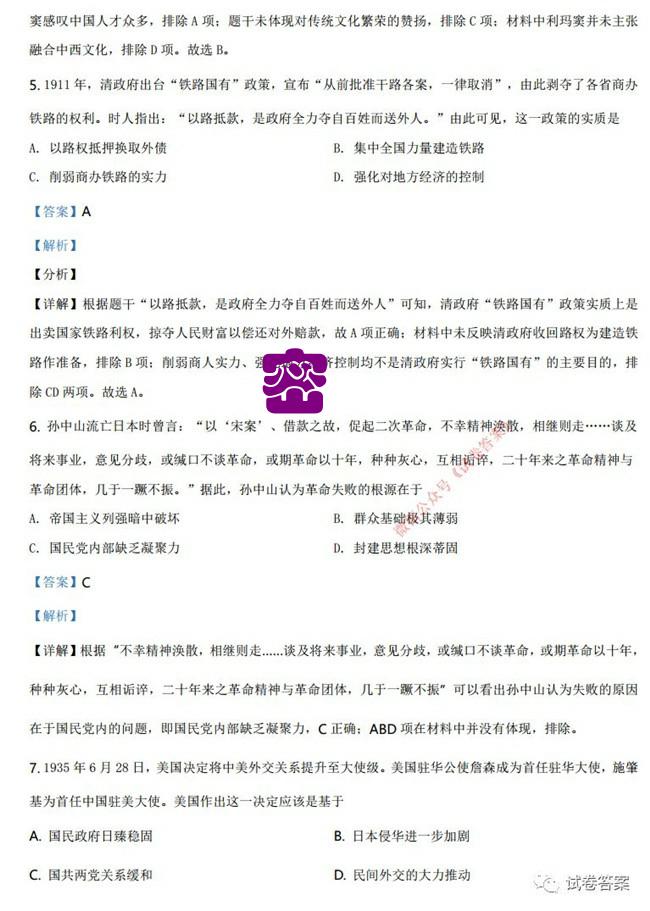 窦感叹中国人才众多，排除 A 项；题干未体现对传统文化繁荣的赞扬，排除 C 项；材料中利玛窦并未主张
融合中西文化，排除 D 项。故选 B。
5. 1911 年，清政府出台“铁路国有”政策，宣布“从前批准干路各案，一律取消”，由此剥夺了各省商办
铁路的权利。时人指出：“以路抵款，是政府全力夺自百姓而送外人。”由此可见，这一政策的实质是
A. 以路权抵押换取外债 B. 集中全国力量建造铁路
C. 削弱商办铁路的实力 D. 强化对地方经济的控制
【答案】A
【解析】
【分析】
【详解】根据题干“以路抵款，是政府全力夺自百姓而送外人”可知，清政府“铁路国有”政策实质上是
出卖国家铁路利权，掠夺人民财富以偿还对外赔款，故 A 项正确；材料中未反映清政府收回路权为建造铁
路作准备，排除 B 项；削弱商人实力、强 济控制均不是清政府实行“铁路国有”的主要目的，排
除 CD 两项。故选 A。
6. 孙中山流亡日本时曾言：“以‘宋案’、借款之故，促起二次革命，不幸精神涣散，相继则走……谈及
将来事业，意见分歧，或缄口不谈革命，或期革命以十年，种种灰心，互相诟谇，二十年来之革命精神与
革命团体，几于一蹶不振。”据此，孙中山认为革命失败的根源在于
A. 帝国主义列强暗中破坏 B. 群众基础极其薄弱
C. 国民党内部缺乏凝聚力 D. 封建思想根深蒂固
微信公众号《试卷答案》
【答案】C
【解析】
【详解】根据“不幸精神涣散，相继则走……谈及将来事业，意见分歧，或缄口不谈革命，或期革命以十年，
种种灰心，互相诟谇，二十年来之革命精神与革命团体，几于一蹶不振”可以看出孙中山认为失败的原因
在于国民党内的问题，即国民党内部缺乏凝聚力，C 正确；ABD 项在材料中并没有体现，排除。
7. 1935 年 6 月 28 日，美国决定将中美外交关系提升至大使级。美国驻华公使詹森成为首任驻华大使，施肇
基为首任中国驻美大使。美国作出这一决定应该是基于
A. 国民政府日臻稳固 B. 日本侵华进一步加剧
C. 国共两党关系缓和 D. 民间外交的大力推动
试卷答案